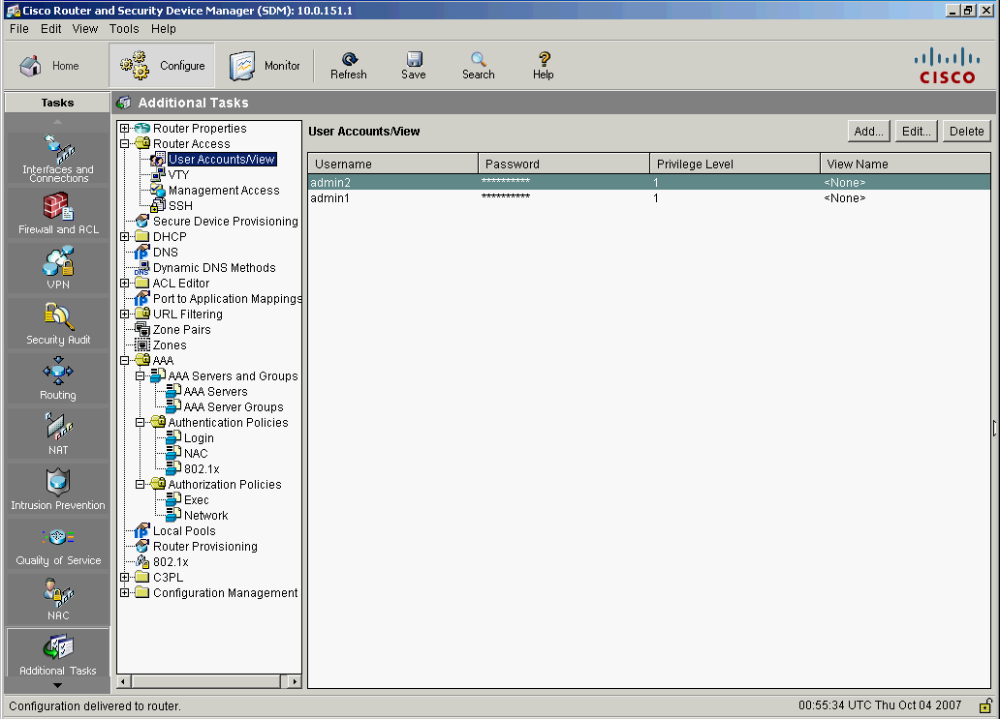 Cisco Router and Security Device Manager (SDM): 10.0.151.1
File Edit View Tools Help
Home Configure Monitor Refresh Save Search Help
CISCO
Tasks
Interfaces and
Connections
Firewall and ACL
VPN
Security Audit
Routing
NAT
Intrusion Prevention
Quality of Service
NAC
Additional Tasks
Additional Tasks
Router Properties
Router Access
User Accounts/View
VTY
Management Access
SSH
Secure Device Provisioning
DHCP
DNS
Dynamic DNS Methods
ACL Editor
Port to Application Mappings
URL Filtering
Zone Pairs
Zones
AAA
AAA Servers and Groups
AAA Servers
AAA Server Groups
Authentication Policies
Login
NAC
802.1x
Authorization Policies
Exec
Network
Local Pools
Router Provisioning
802.1x
C3PL
Configuration Management
User Accounts/View
Add... Edit... Delete
Username Password Privilege Level View Name
admin2 ********** 1 <None>
admin1 ********** 1 <None>
Configuration delivered to router.
00:55:34 UTC Thu Oct 04 2007